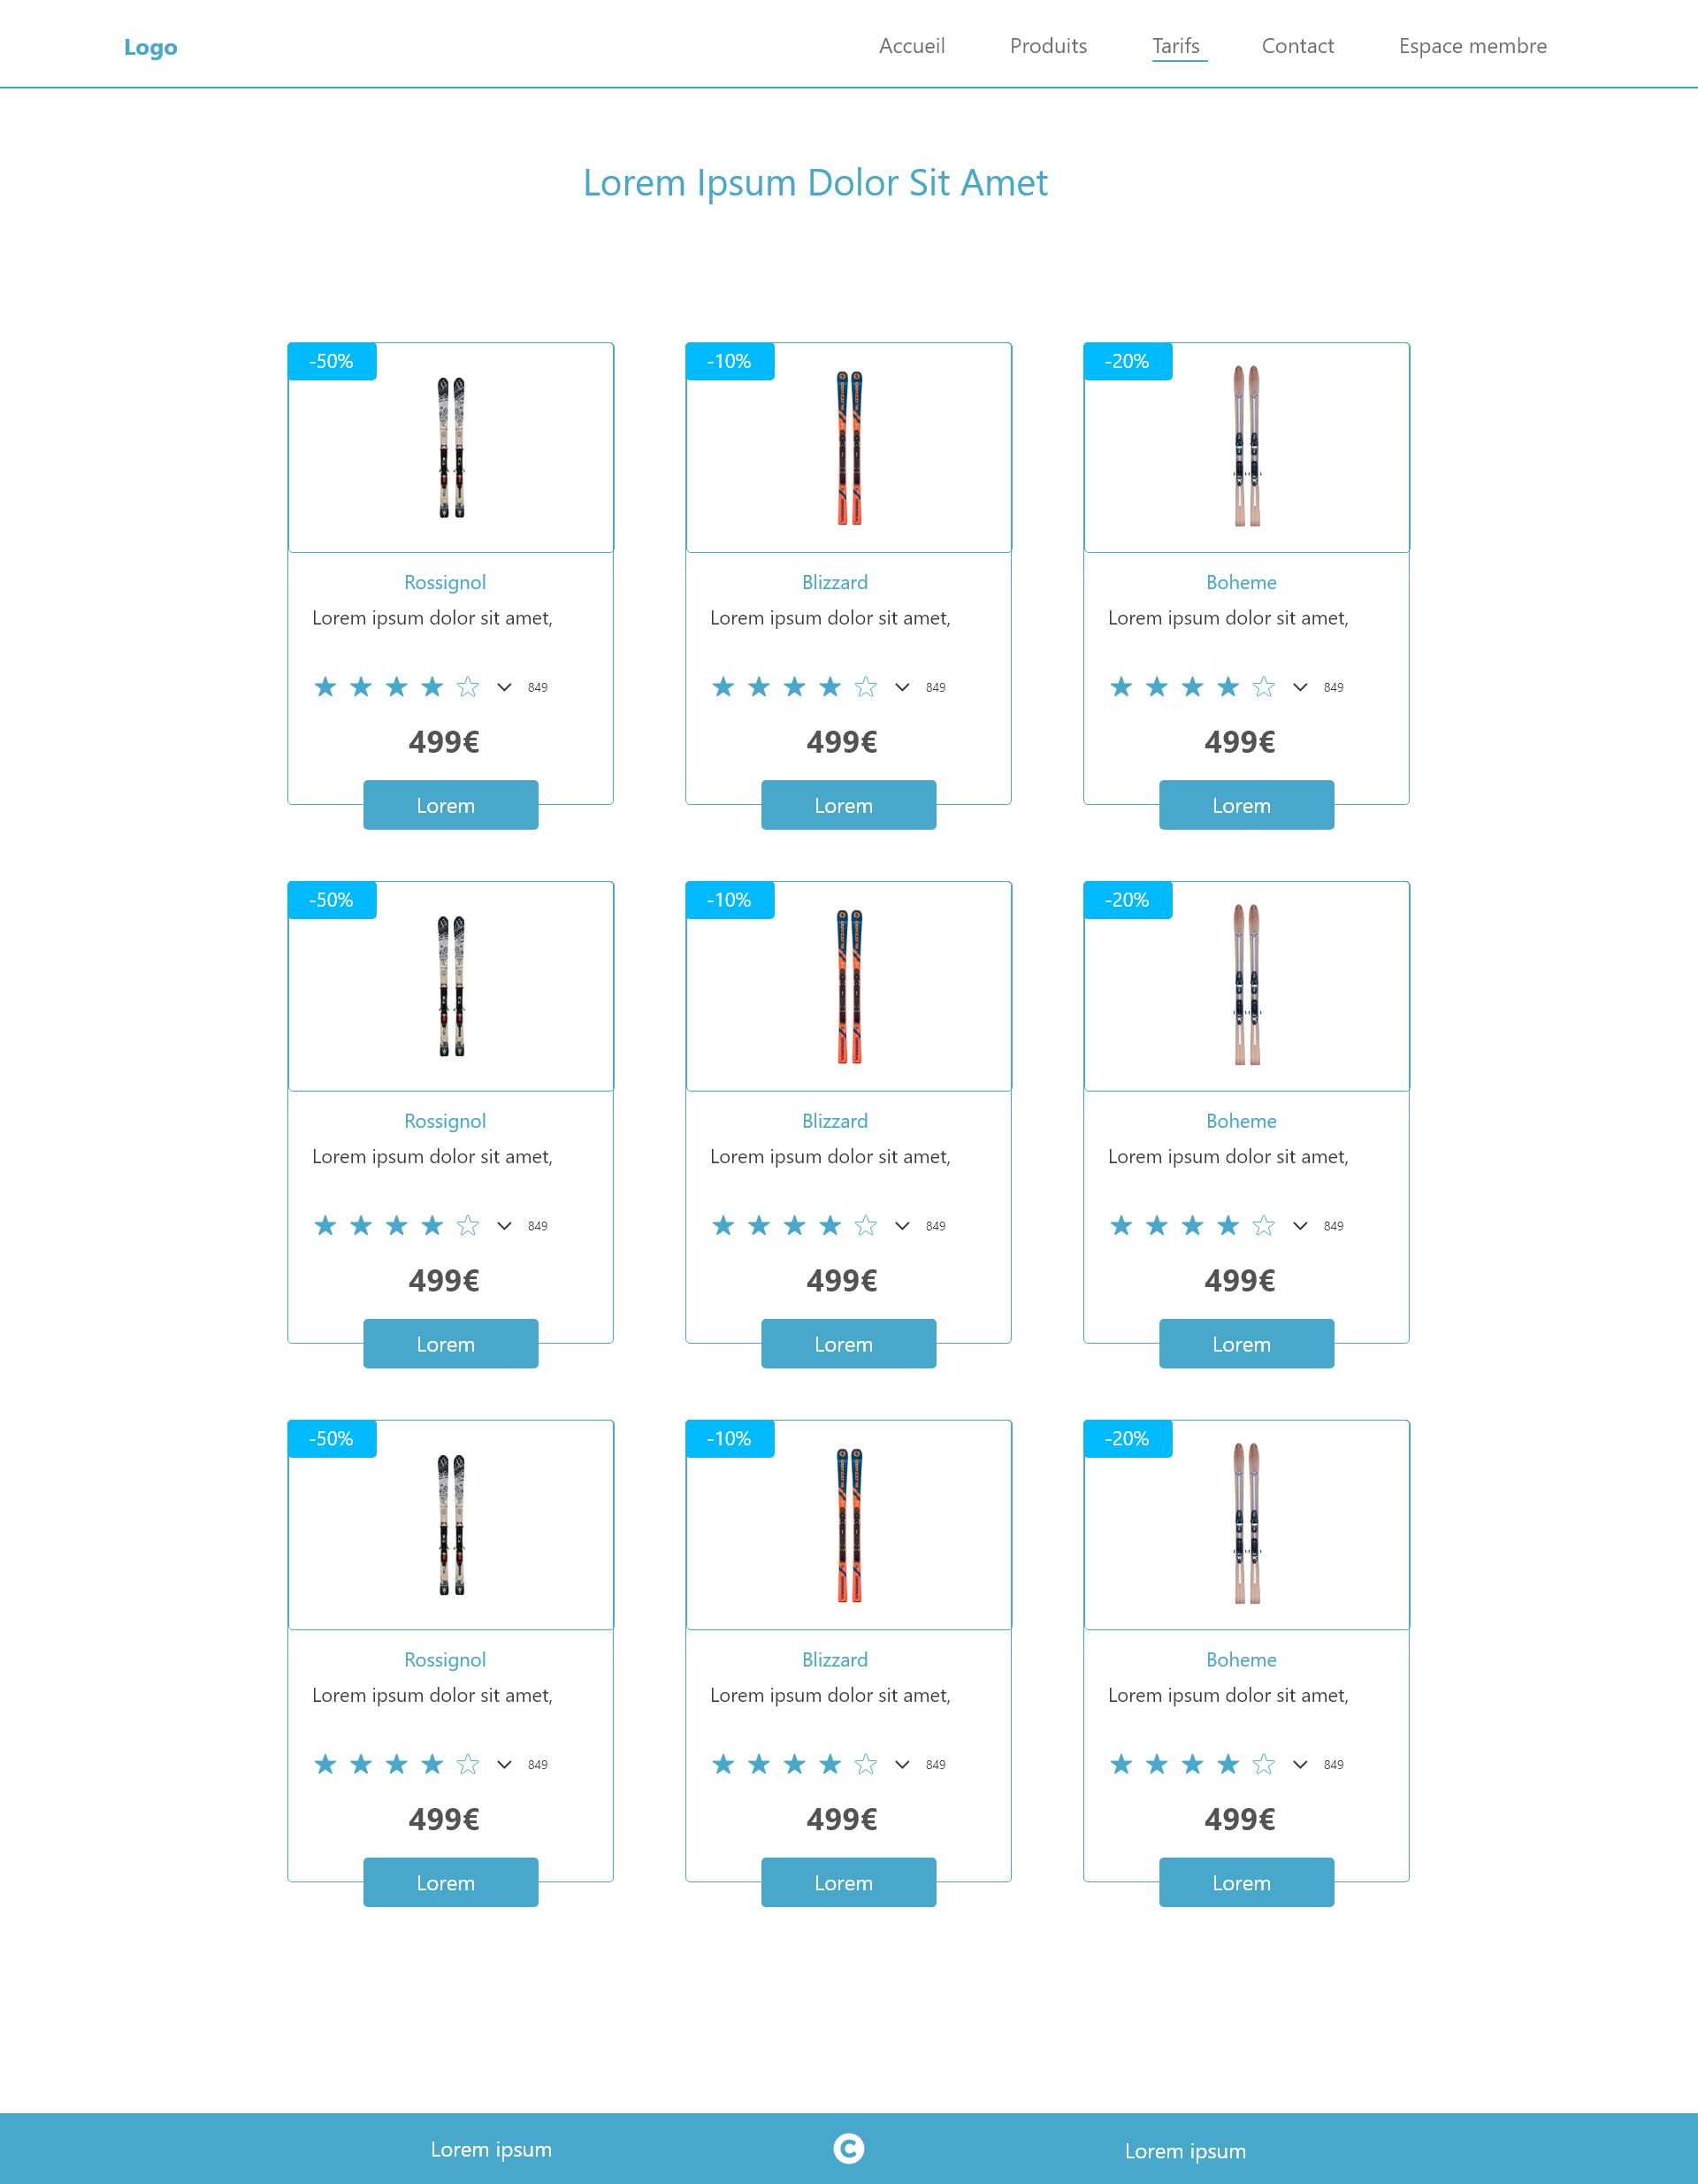 Logo Accueil Produits Tarifs Contact Espace membre
Lorem Ipsum Dolor Sit Amet
-50% -10% -20%
Rossignol Blizzard Boheme
Lorem ipsum dolor sit amet, Lorem ipsum dolor sit amet, Lorem ipsum dolor sit amet,
849 849 849
499€ 499€ 499€
Lorem Lorem Lorem
-50% -10% -20%
Rossignol Blizzard Boheme
Lorem ipsum dolor sit amet, Lorem ipsum dolor sit amet, Lorem ipsum dolor sit amet,
849 849 849
499€ 499€ 499€
Lorem Lorem Lorem
-50% -10% -20%
Rossignol Blizzard Boheme
Lorem ipsum dolor sit amet, Lorem ipsum dolor sit amet, Lorem ipsum dolor sit amet,
849 849 849
499€ 499€ 499€
Lorem Lorem Lorem
Lorem ipsum © Lorem ipsum